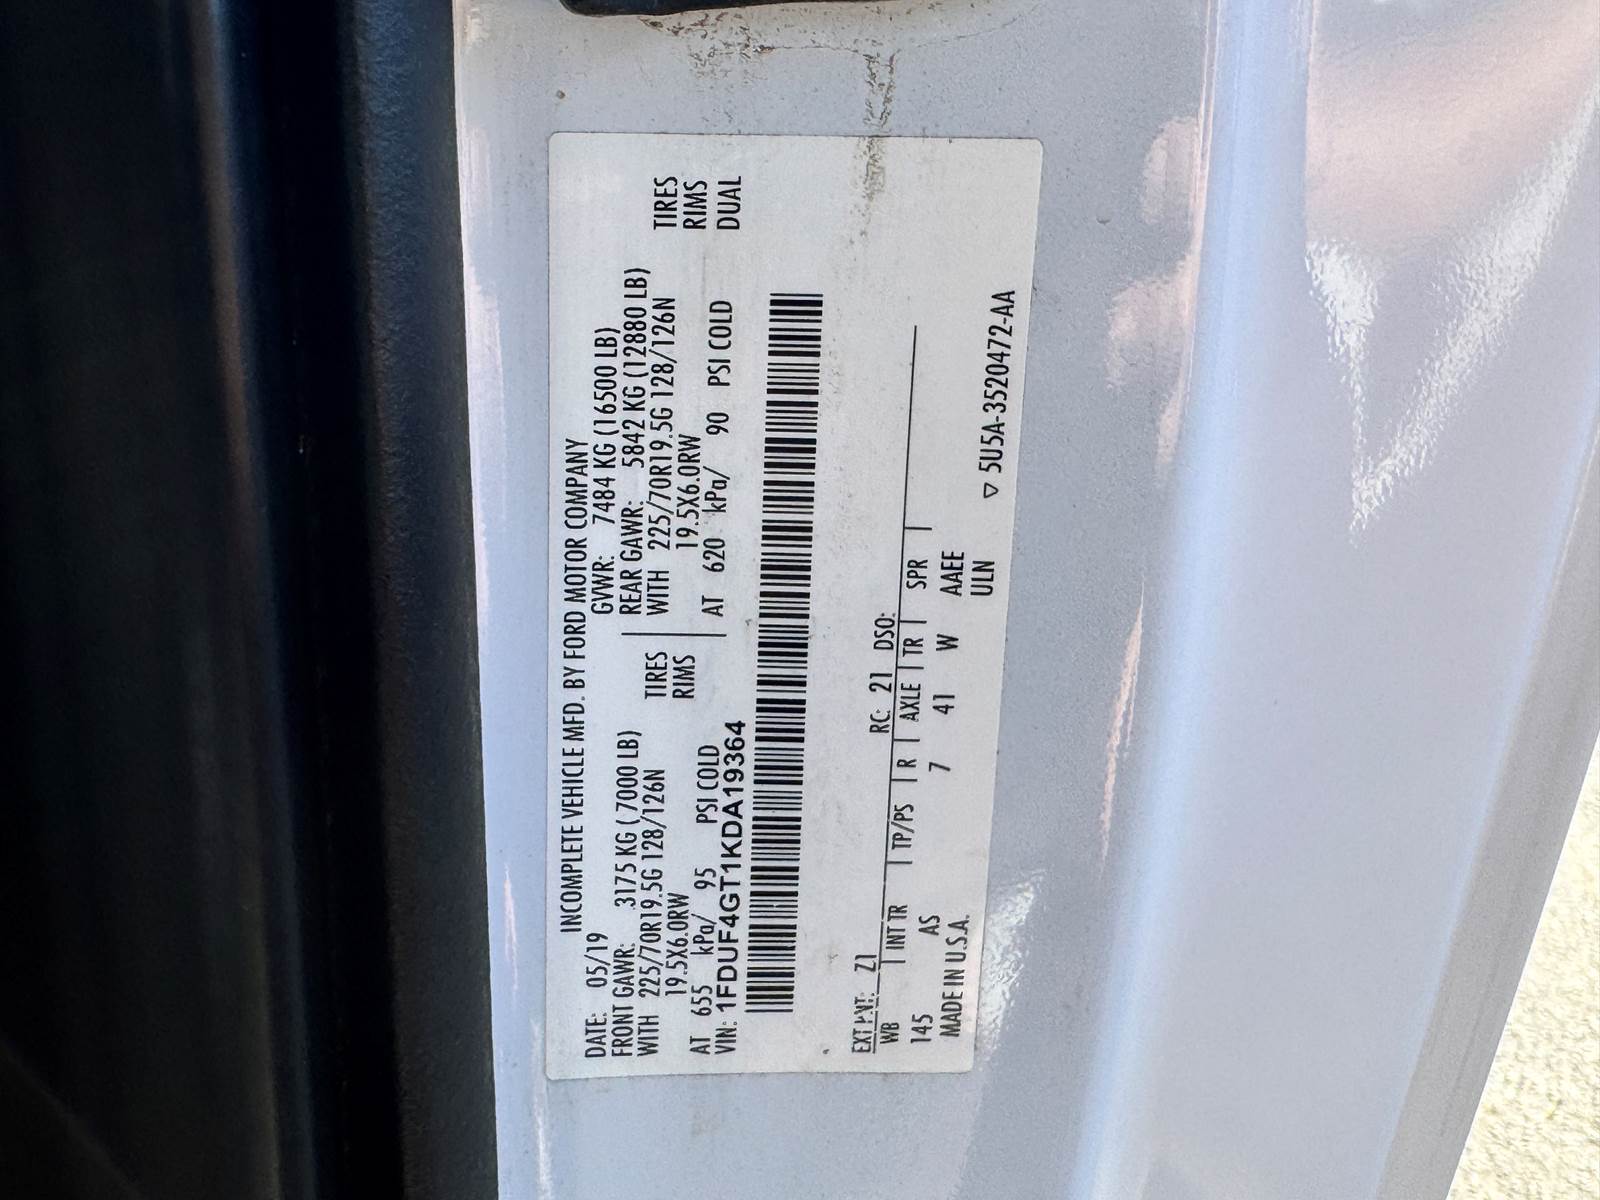 INCOMPLETE VEHICLE MFD. BY FORD MOTOR COMPANY
DATE: 05/19 GVWR: 7484 KG (16500 LB)
FRONT GAWR: 3175 KG (7000 LB) REAR GAWR: 5842 KG (12880 LB)
WITH 225/70R19.5G 128/126N TIRES WITH 225/70R19.5G 128/126N TIRES
19.5X6.0RW RIMS 19.5X6.0RW RIMS
AT 655 kPa/ 95 PSI COLD AT 620 kPa/ 90 PSI COLD DUAL
VIN: 1FDUF4GT1KDA19364
EXT PNT: Z1 RC: 21 DSO:
WB INT TR TP/PS R AXLE TR SPR
145 AS 7 41 W AAEE
MADE IN U.S.A. ULN
▽ 5U5A-3520472-AA